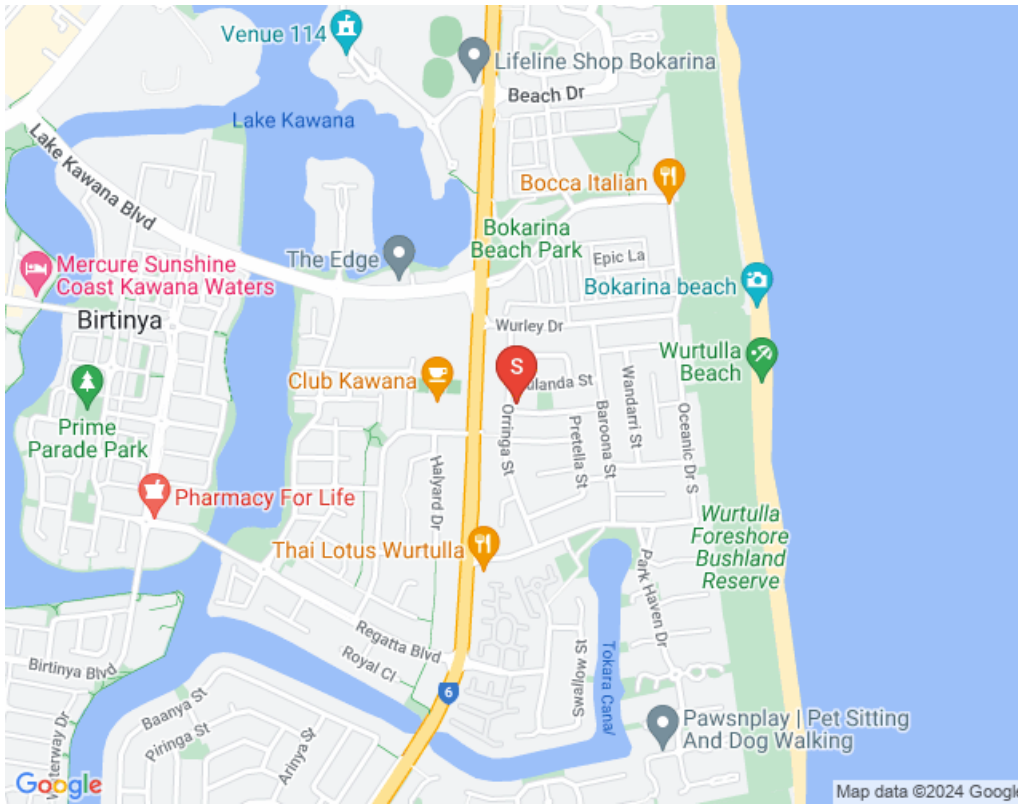 Venue 114
Lifeline Shop Bokarina
Beach Dr
Lake Kawana
Lake Kawana Blvd
Bocca Italian
Bokarina
Beach Park
The Edge
Epic La
Mercure Sunshine
Coast Kawana Waters
Bokarina beach
Birtinya
Wurley Dr
Wurtulla
Beach
S
Club Kawana
ulanda St
Orringa St
Pretella St
Baroona St
Wandarri St
Oceanic Dr S
Prime
Parade Park
Halyard Dr
Pharmacy For Life
Wurtulla
Foreshore
Bushland
Reserve
Thai Lotus Wurtulla
Park Haven Dr
Regatta Blvd
Royal Cl
Swallow St
Tokara Canal
Birtinya Blvd
6
Baanya St
Piringa St
Arinya St
Waterway Dr
Pawsnplay | Pet Sitting
And Dog Walking
Google
Map data ©2024 Google